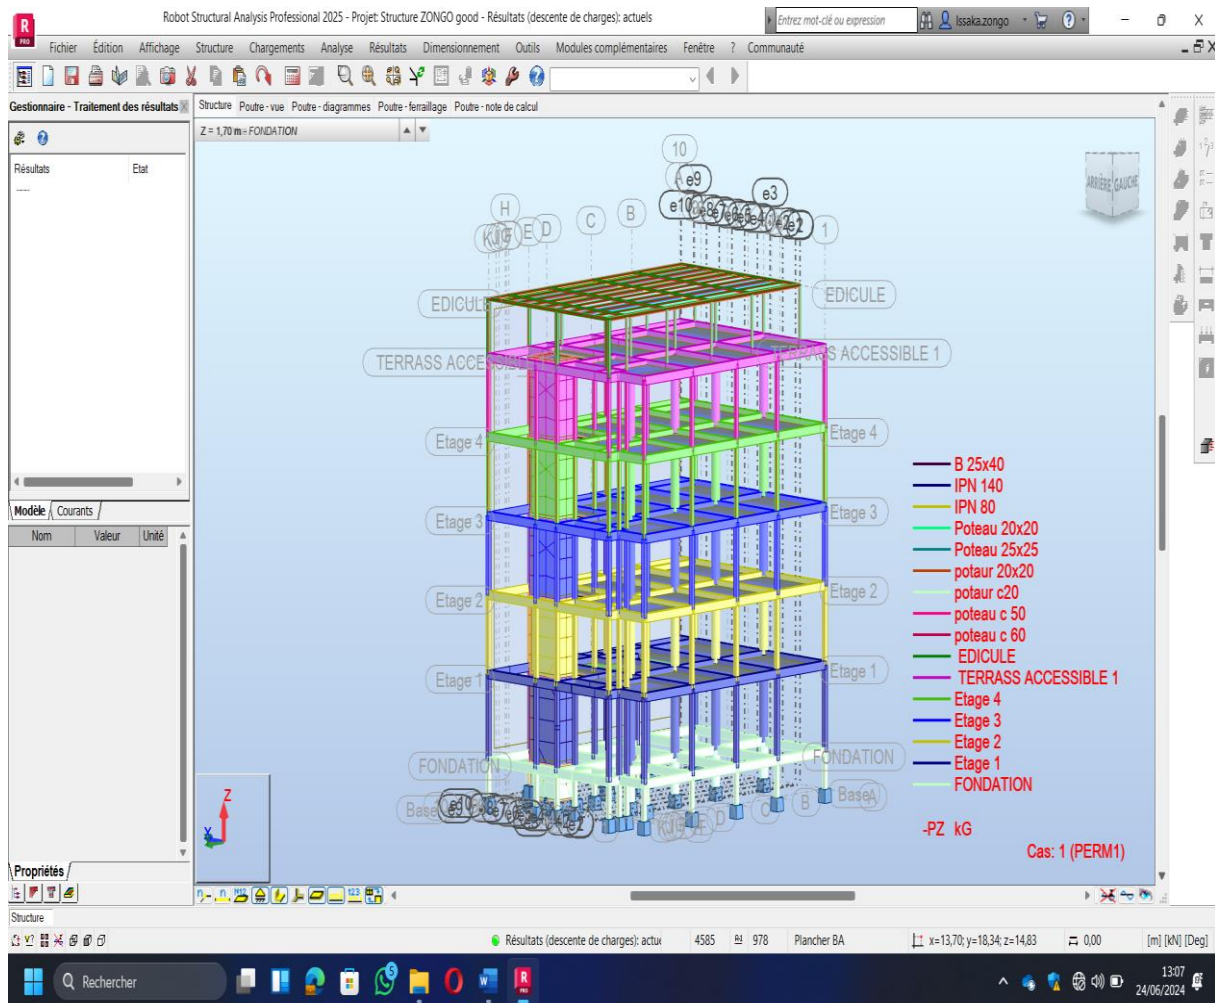 Robot Structural Analysis Professional 2025 - Projet: Structure ZONGO good - Résultats (descente de charges): actuels
Entrez mot-clé ou expression
Issaka.zongo
R
PRO
Fichier Édition Affichage Structure Chargements Analyse Résultats Dimensionnement Outils Modules complémentaires Fenêtre ? Communauté
Gestionnaire - Traitement des résultats
Structure Poutre - vue Poutre - diagrammes Poutre - ferraillage Poutre - note de calcul
Z = 1,70 m - FONDATION
Résultats Etat
ARRIÈRE GAUCHE
10
A
e9
e3
e10
H
E
D
C
B
1
EDICULE
EDICULE
TERRASS ACCESSIBLE 1
Etage 4
Etage 4
Etage 3
Etage 3
Etage 2
Etage 2
Etage 1
Etage 1
FONDATION
FONDATION
Base
Base
B 25x40
IPN 140
IPN 80
Poteau 20x20
Poteau 25x25
potaur 20x20
potaur c20
poteau c 50
poteau c 60
EDICULE
TERRASS ACCESSIBLE 1
Etage 4
Etage 3
Etage 2
Etage 1
FONDATION
-PZ kG
Cas: 1 (PERM1)
Z
Modèle Courants
Nom Valeur Unité
Propriétés
Structure
Résultats (descente de charges): actue
4585 978 Plancher BA
x=13,70; y=18,34; z=14,83
0,00
[m] [kN] [Deg]
Rechercher
13:07
24/06/2024